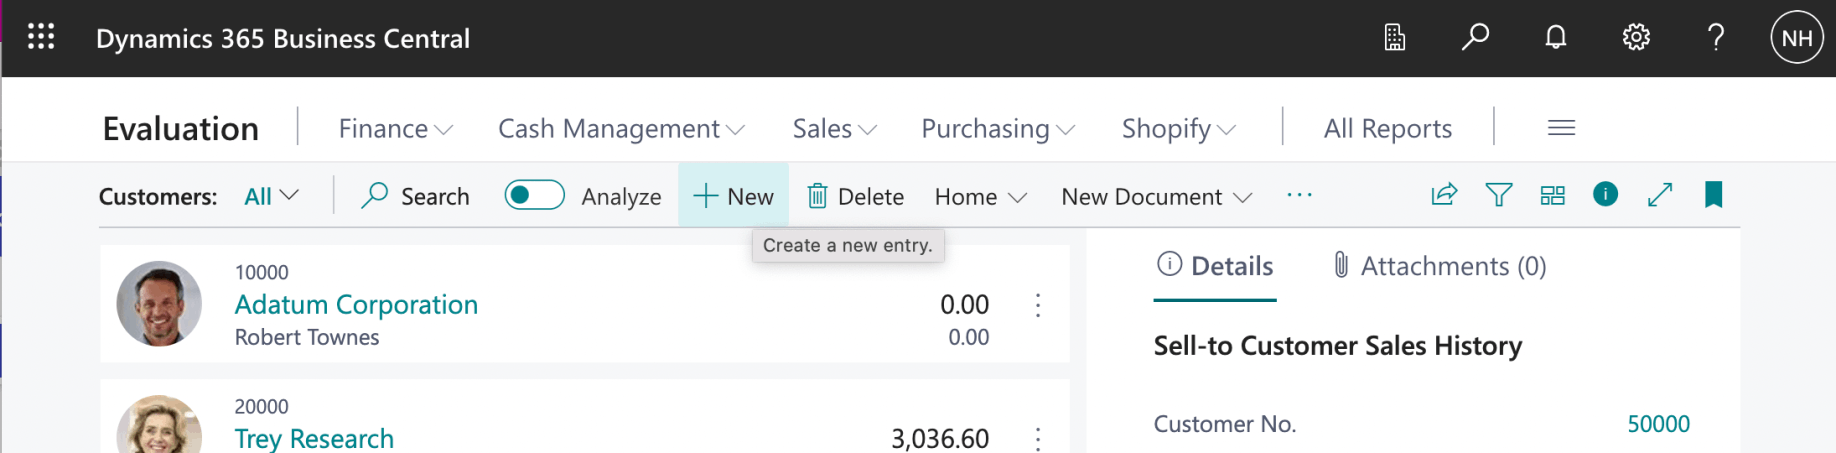 Dynamics 365 Business Central
NH
Evaluation Finance Cash Management Sales Purchasing Shopify All Reports
Customers: All Search Analyze New Delete Home New Document
Create a new entry.
10000
Adatum Corporation 0.00
Robert Townes 0.00
20000
Trey Research 3,036.60
Details Attachments (0)
Sell-to Customer Sales History
Customer No. 50000